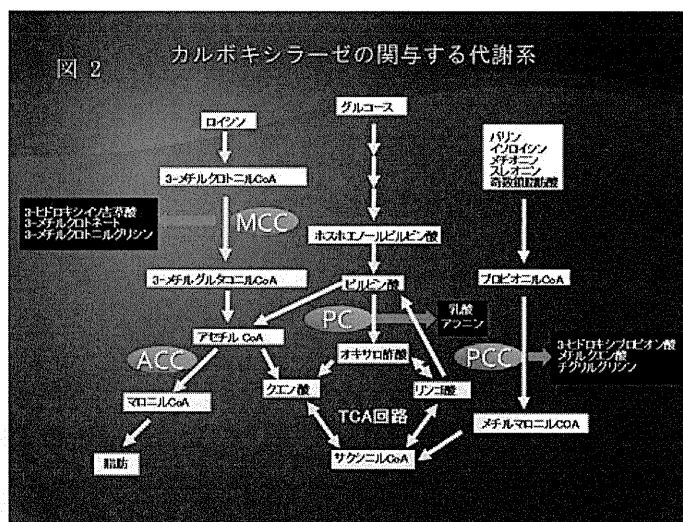 図 2
カルボキシラーゼの関与する代謝系
ロイシン
3-メチルクロトニルCoA
3-ヒドロキシイソ吉草酸
3-メチルクロトネート
3-メチルクロトニルグリシン
MCC
3-メチルグルタコニルCoA
アセチル CoA
ACC
マロニルCoA
脂肪
グルコース
ホスホエノールピルビン酸
ピルビン酸
PC
乳酸
アラニン
オキサロ酢酸
クエン酸
リンゴ酸
TCA回路
サクシニルCoA
バリン
イソロイシン
メチオニン
スレオニン
奇数鎖脂肪酸
プロピオニルCoA
PCC
3-ヒドロキシプロピオン酸
メチルクエン酸
チグリルグリシン
メチルマロニルCOA